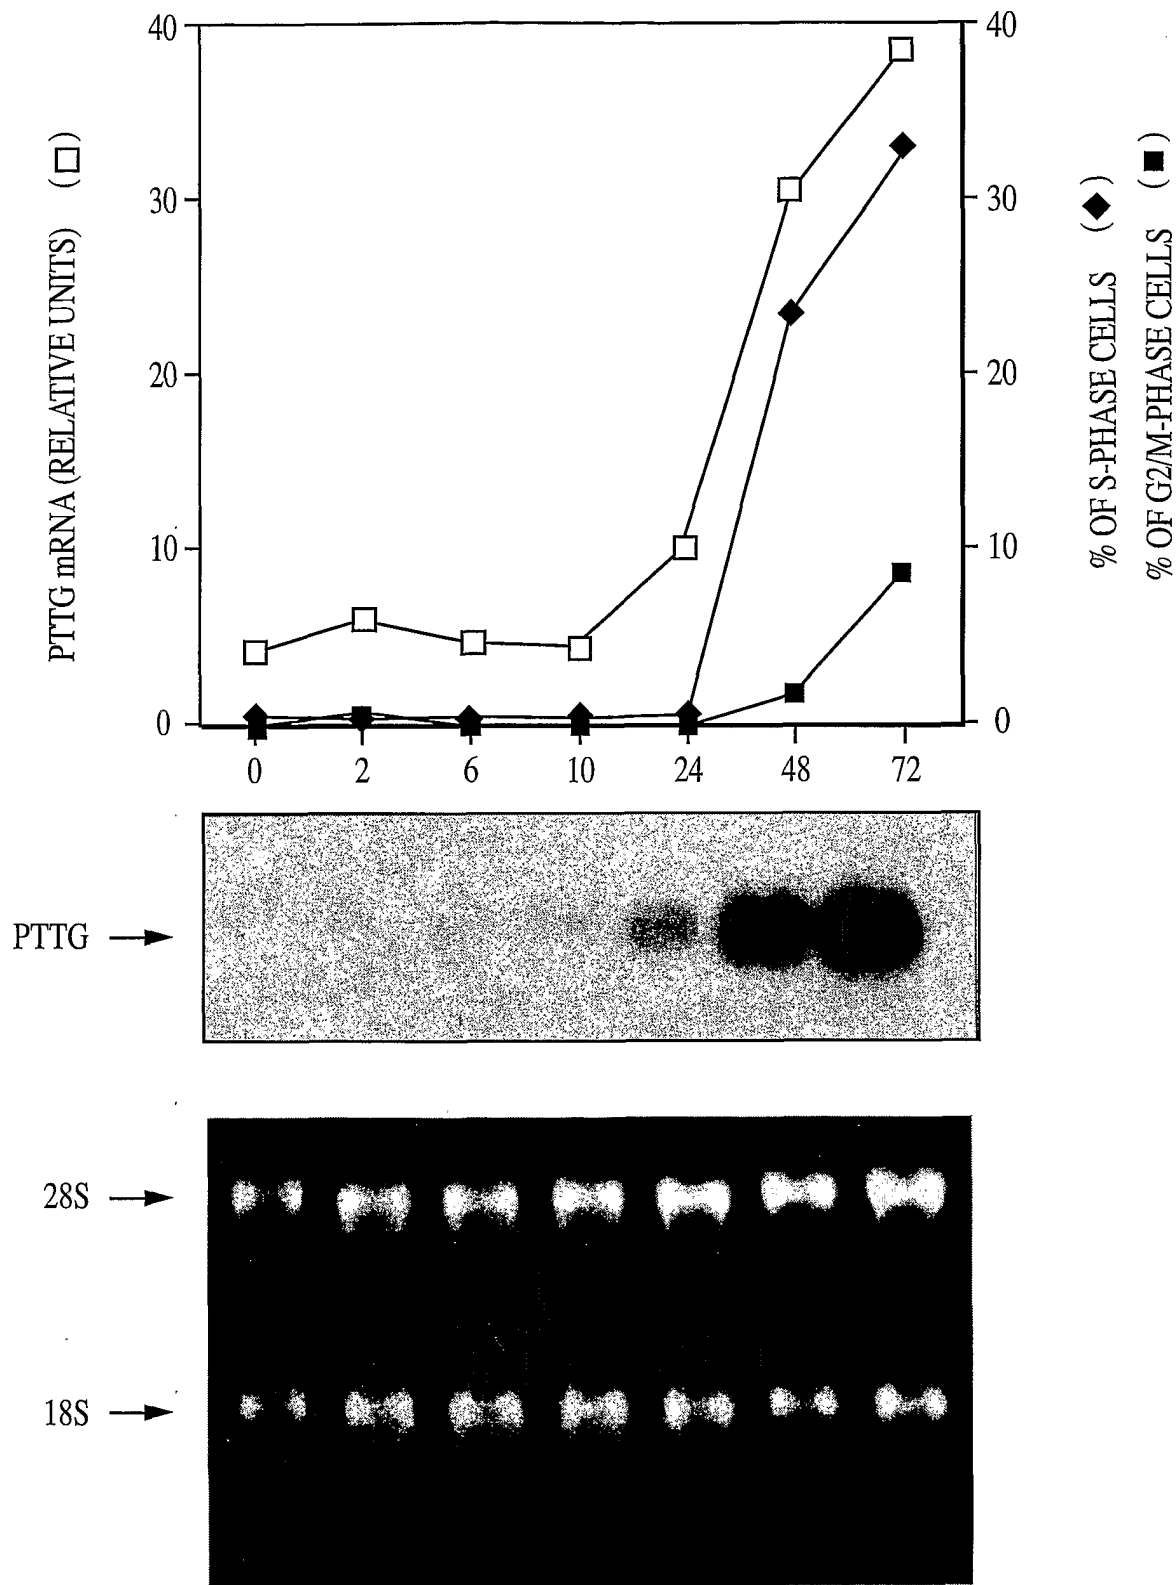 40
30
20
10
0
PTTG mRNA (RELATIVE UNITS) (□)
40
30
20
10
0
% OF S-PHASE CELLS (◆)
% OF G2/M-PHASE CELLS (■)
0 2 6 10 24 48 72
PTTG
28S
18S